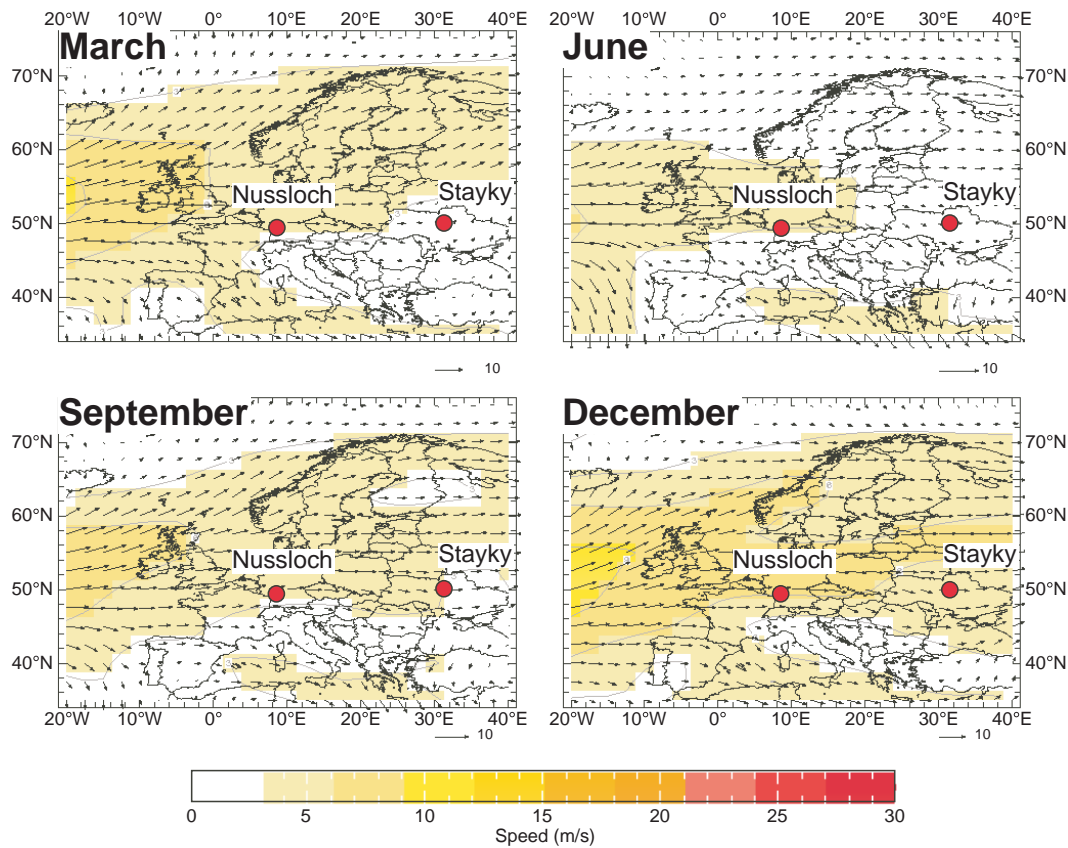 20°W 10°W 0° 10°E 20°E 30°E 40°E 20°W 10°W 0° 10°E 20°E 30°E 40°E
March June
70°N 70°N
60°N 60°N
Nussloch Stayky Nussloch Stayky
50°N 50°N
40°N 40°N
10 10
September December
70°N 70°N
60°N 60°N
Nussloch Stayky Nussloch Stayky
50°N 50°N
40°N 40°N
20°W 10°W 0° 10°E 20°E 30°E 40°E 20°W 10°W 0° 10°E 20°E 30°E 40°E
10 10
0 5 10 15 20 25 30
Speed (m/s)